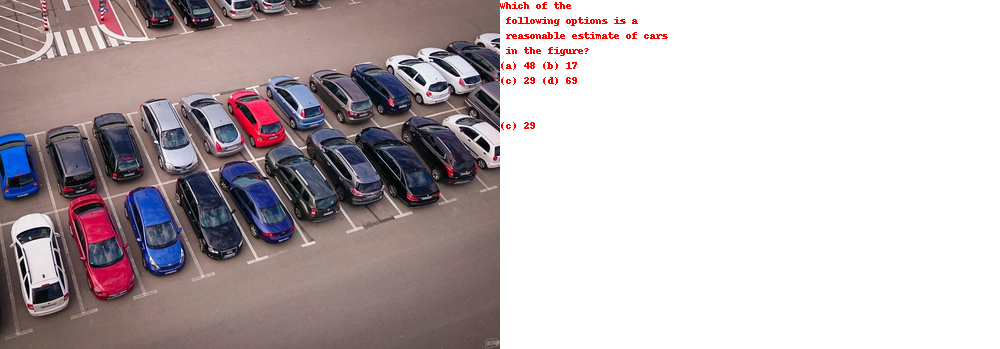 Which of the
following options is a
reasonable estimate of cars
in the figure?
(a) 48 (b) 17
(c) 29 (d) 69
(c) 29